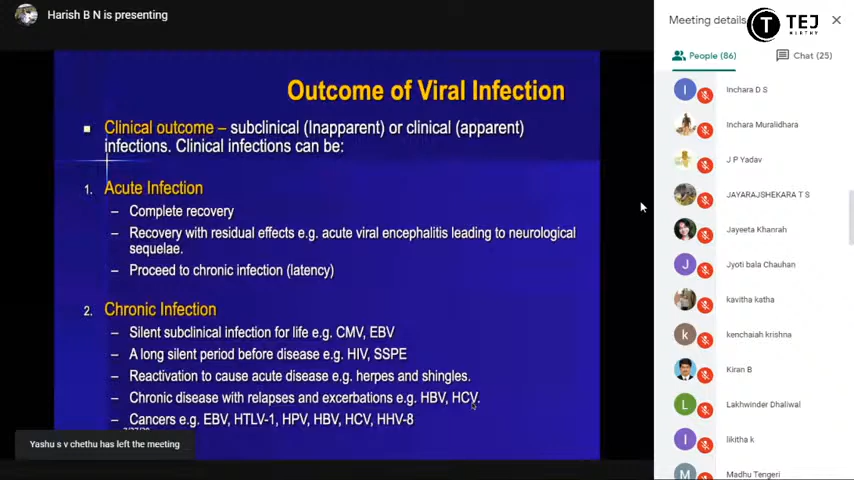 Harish B N is presenting
Outcome of Viral Infection
Clinical outcome – subclinical (Inapparent) or clinical (apparent)
infections. Clinical infections can be:
1. Acute Infection
– Complete recovery
– Recovery with residual effects e.g. acute viral encephalitis leading to neurological
sequelae.
– Proceed to chronic infection (latency)
2. Chronic Infection
– Silent subclinical infection for life e.g. CMV, EBV
– A long silent period before disease e.g. HIV, SSPE
– Reactivation to cause acute disease e.g. herpes and shingles.
– Chronic disease with relapses and excerbations e.g. HBV, HCV.
– Cancers e.g. EBV, HTLV-1, HPV, HBV, HCV, HHV-8
Yashu s v chethu has left the meeting
Meeting details
T TEJ
People (86)
Chat (25)
I Inchara D S
Inchara Muralidhara
J P Yadav
JAYARAJSHEKARA T S
Jayeeta Khanrah
J Jyoti bala Chauhan
kavitha katha
k kenchaiah krishna
Kiran B
L Lakhwinder Dhaliwal
l likitha k
M Madhu Tengeri